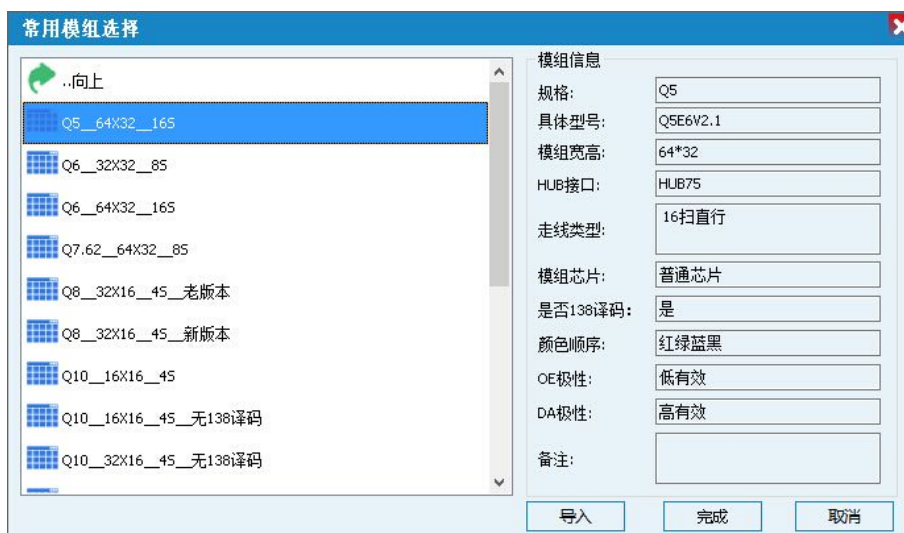 常用模组选择
..向上
Q5__64X32__16S
Q6__32X32__8S
Q6__64X32__16S
Q7.62__64X32__8S
Q8__32X16__4S__老版本
Q8__32X16__4S__新版本
Q10__16X16__4S
Q10__16X16__4S__无138译码
Q10__32X16__4S__无138译码
模组信息
规格: Q5
具体型号: Q5E6V2.1
模组宽高: 64*32
HUB接口: HUB75
走线类型: 16扫直行
模组芯片: 普通芯片
是否138译码: 是
颜色顺序: 红绿蓝黑
OE极性: 低有效
DA极性: 高有效
备注:
导入 完成 取消